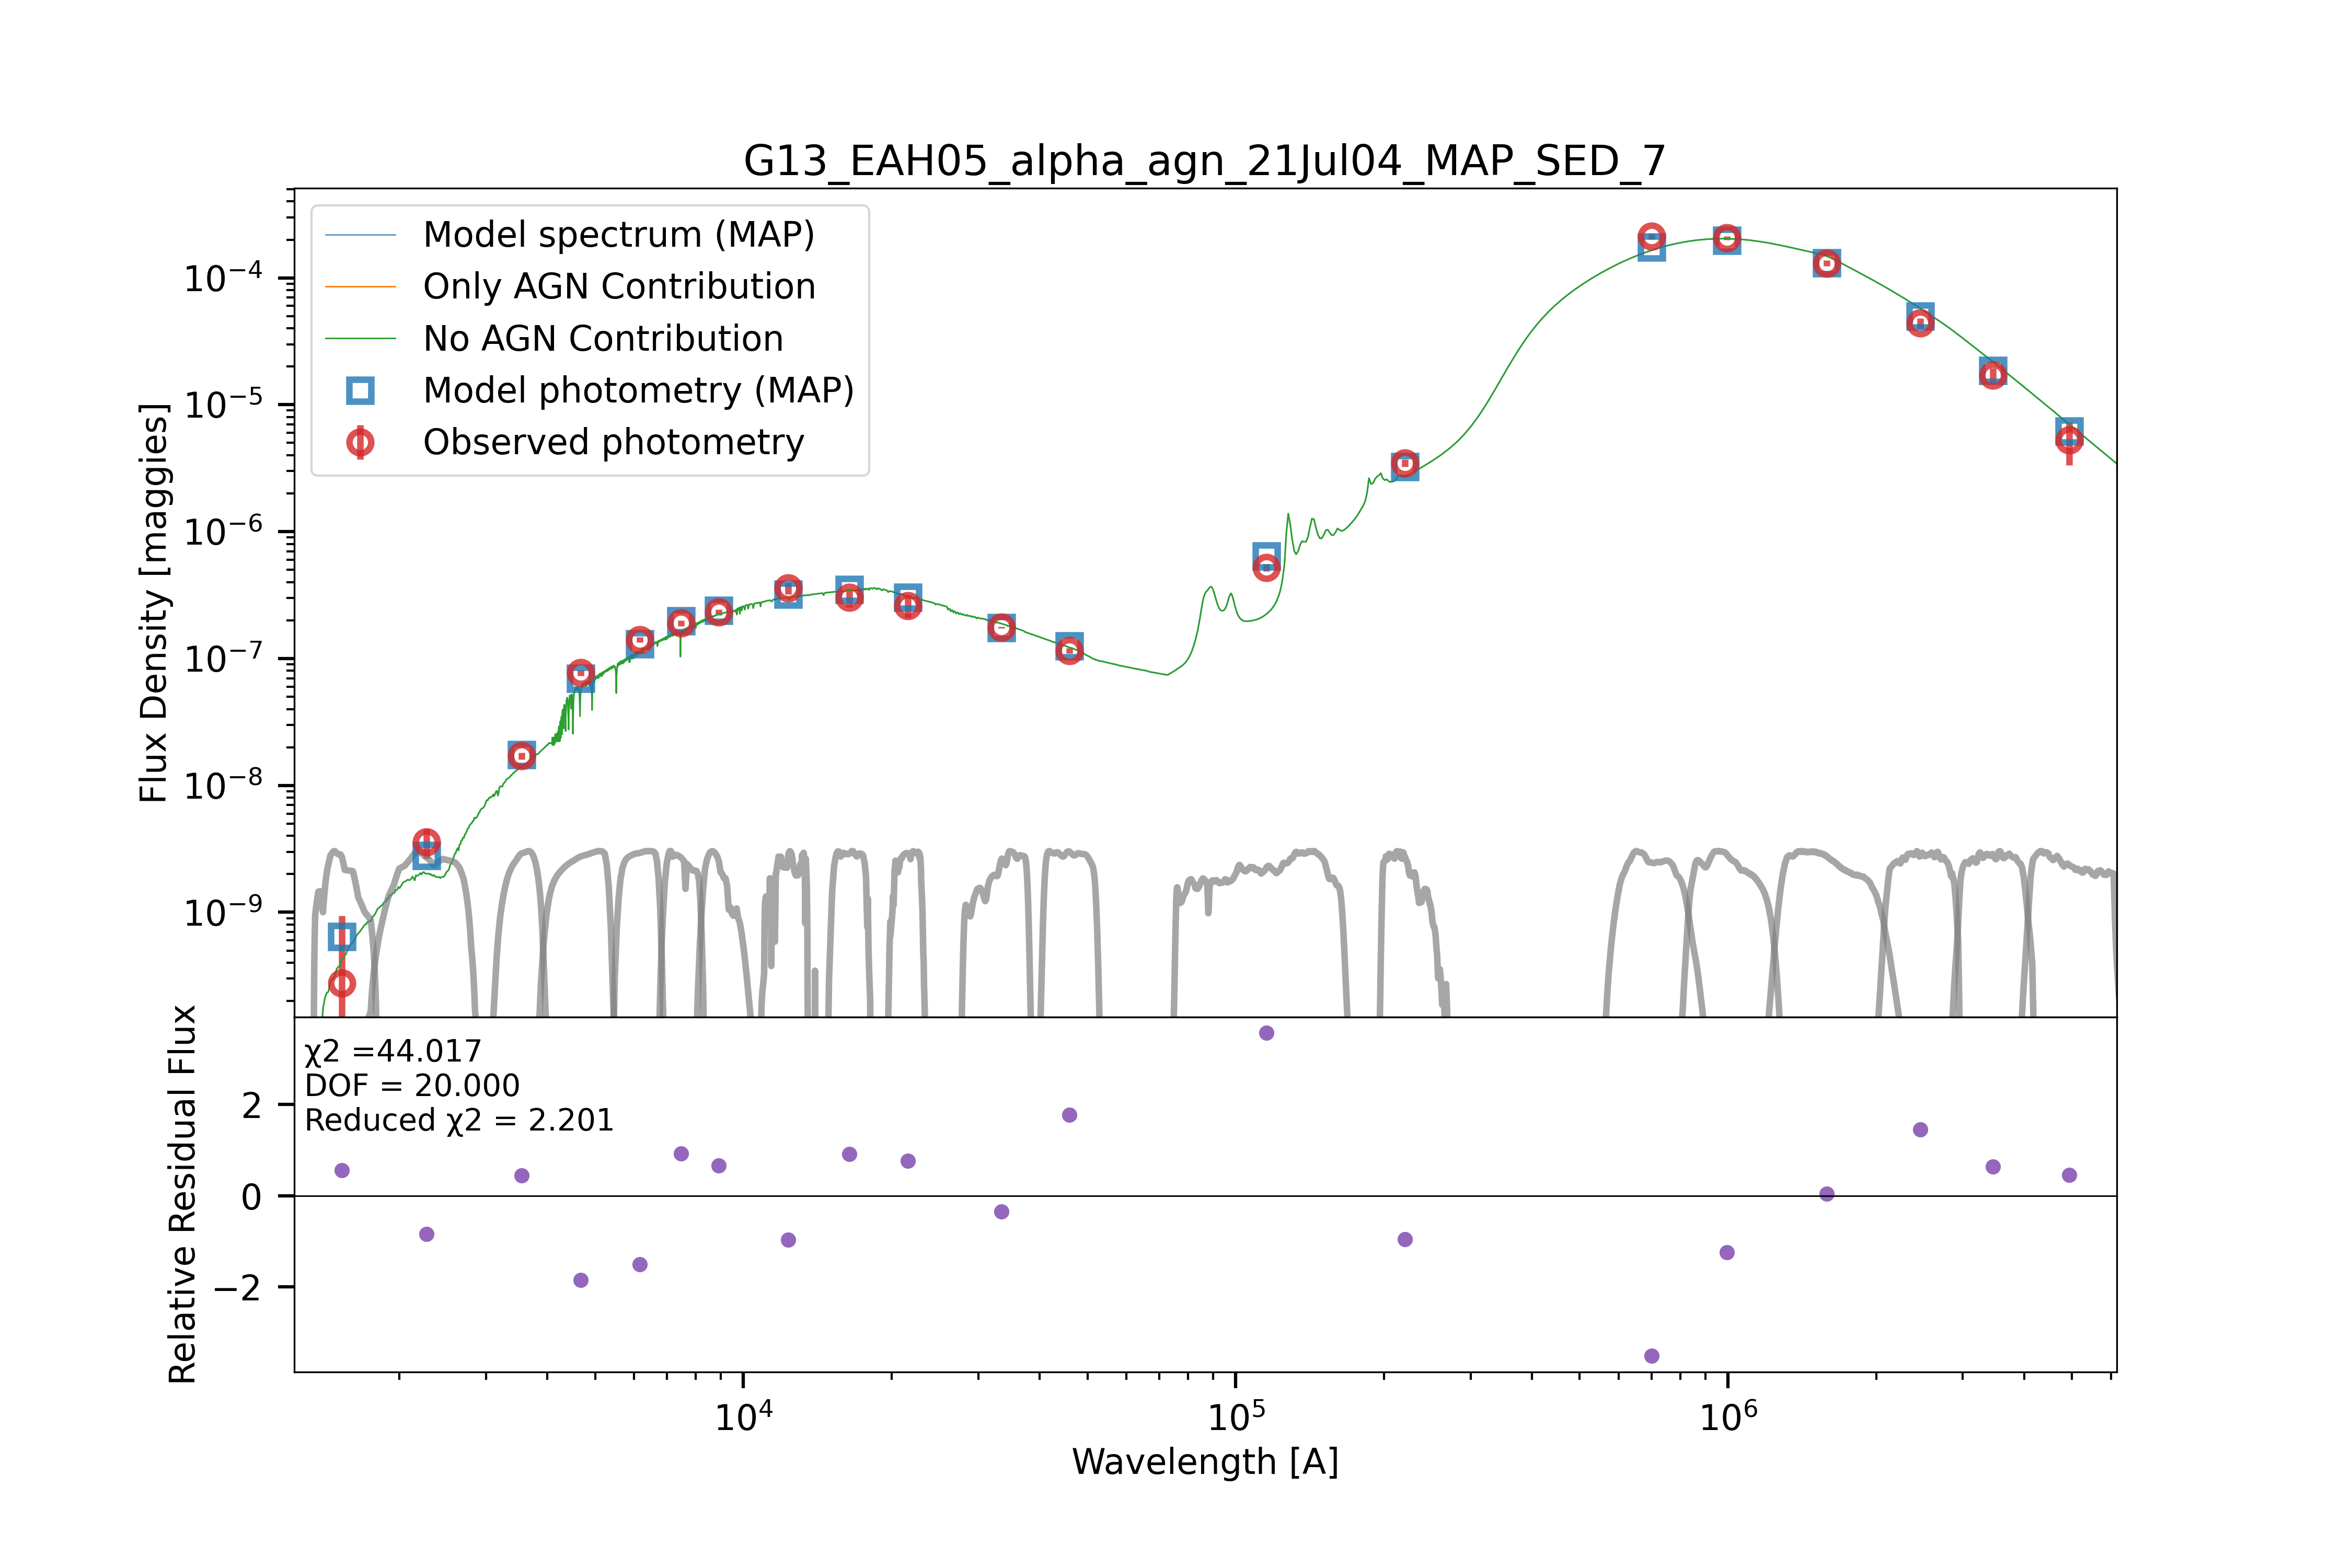 G13_EAH05_alpha_agn_21Jul04_MAP_SED_7
Model spectrum (MAP)
Only AGN Contribution
No AGN Contribution
Model photometry (MAP)
Observed photometry
Flux Density [maggies]
10⁻⁴
10⁻⁵
10⁻⁶
10⁻⁷
10⁻⁸
10⁻⁹
χ2 =44.017
DOF = 20.000
Reduced χ2 = 2.201
Relative Residual Flux
2
0
−2
10⁴
10⁵
10⁶
Wavelength [A]